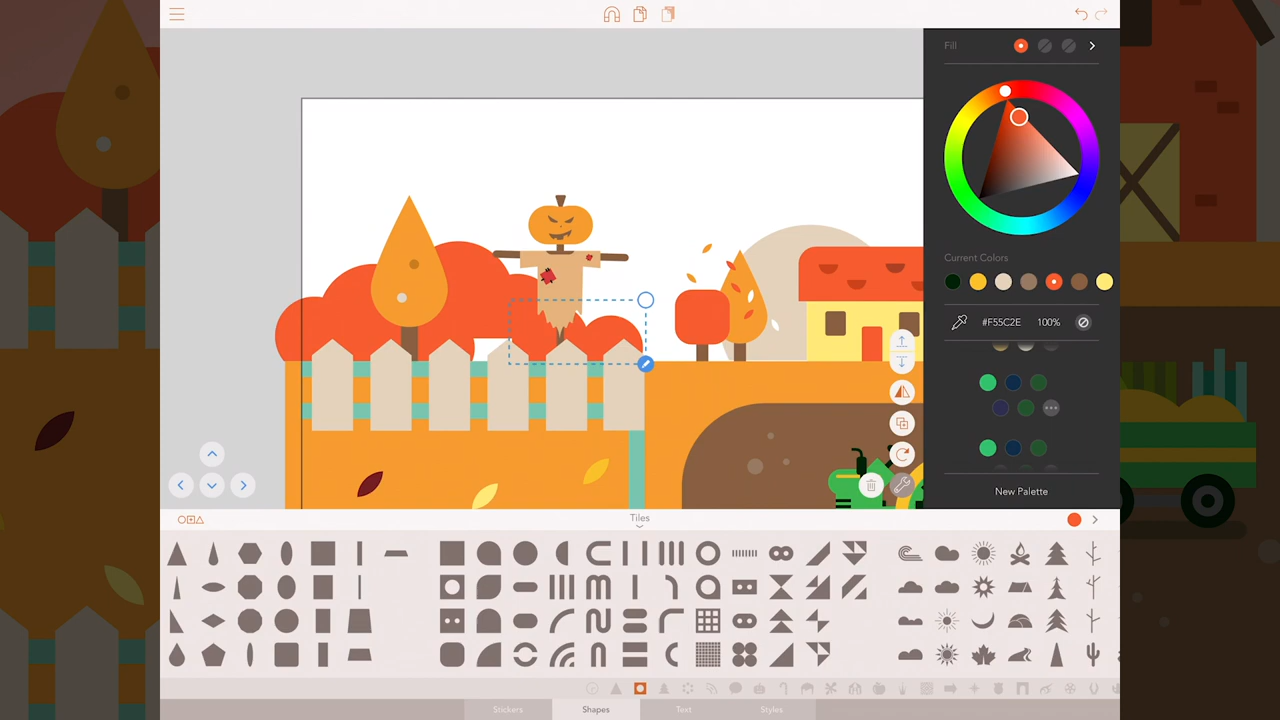 Fill
Current Colors
#F55C2E 100%
New Palette
Tiles
Stickers Shapes Text Styles